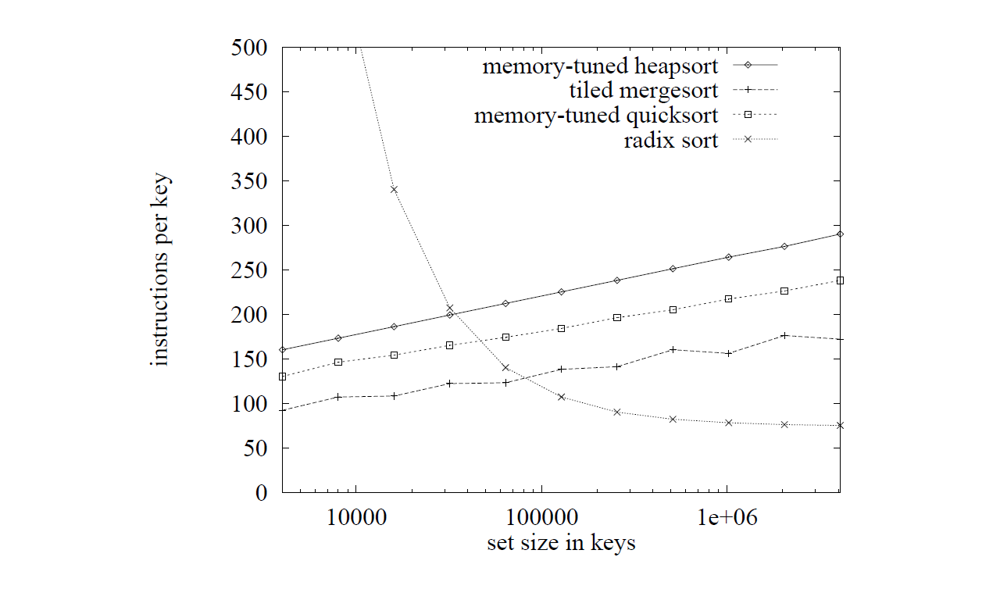 500
450
400
350
300
250
200
150
100
50
0
instructions per key
memory-tuned heapsort
tiled mergesort
memory-tuned quicksort
radix sort
10000 100000 1e+06
set size in keys